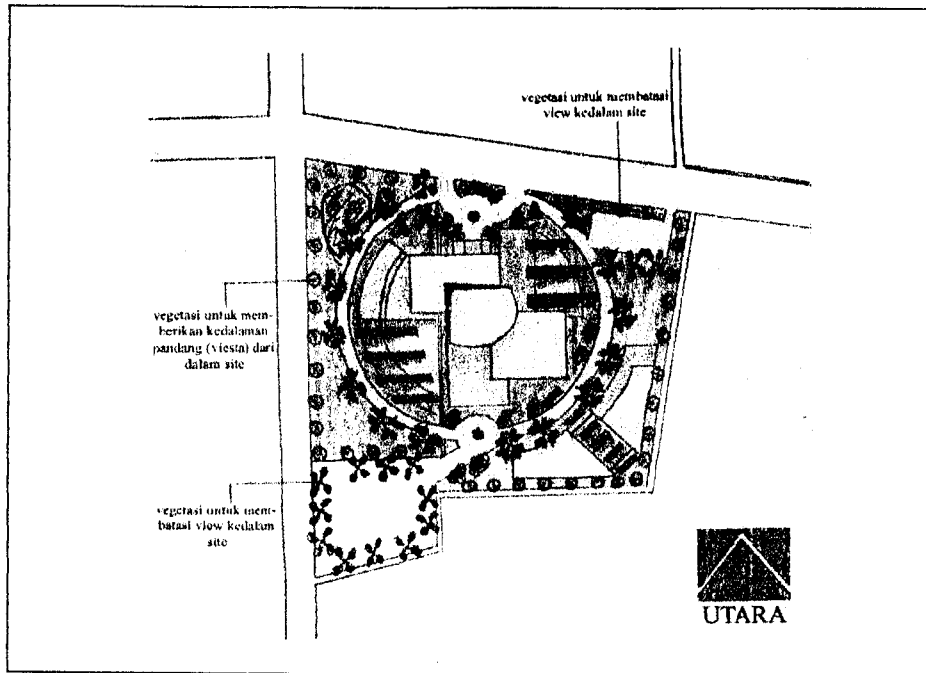 vegetasi untuk membatasi
view kedalam site
vegetasi untuk mem-
berikan kedalaman
pandang (viesta) dari
dalam site
vegetasi untuk mem-
batasi view kedalam
site
UTARA